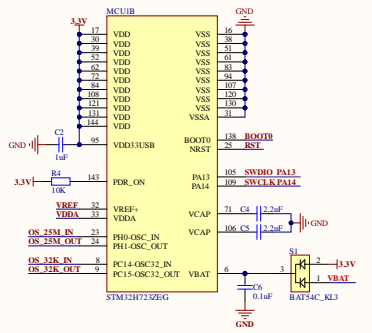 MCU1B
GND
3.3V
17 VDD VSS 16
30 VDD VSS 38
39 VDD VSS 51
52 VDD VSS 61
62 VDD VSS 83
72 VDD VSS 94
84 VDD VSS 107
108 VDD VSS 120
121 VDD VSS 130
131 VDD VSSA 31
144 VDD
C2 BOOT0 138 BOOT0
GND 95 VDD33USB NRST 25 RST
1uF
R4 PA13 105 SWDIO PA13
3.3V 143 PDR_ON PA14 109 SWCLK PA14
10K
VREF 32 VREF+ VCAP 71 C4 2.2uF
VDDA 33 VDDA GND
OS_25M_IN 23 PH0-OSC_IN VCAP 106 C5 2.2uF
OS_25M_OUT 24 PH1-OSC_OUT
S1
OS_32K_IN 8 PC14-OSC32_IN 2 3.3V
OS_32K_OUT 9 PC15-OSC32_OUT VBAT 6 3
1 VBAT
C6
STM32H723ZEG 0.1uF BAT54C_KL3
GND